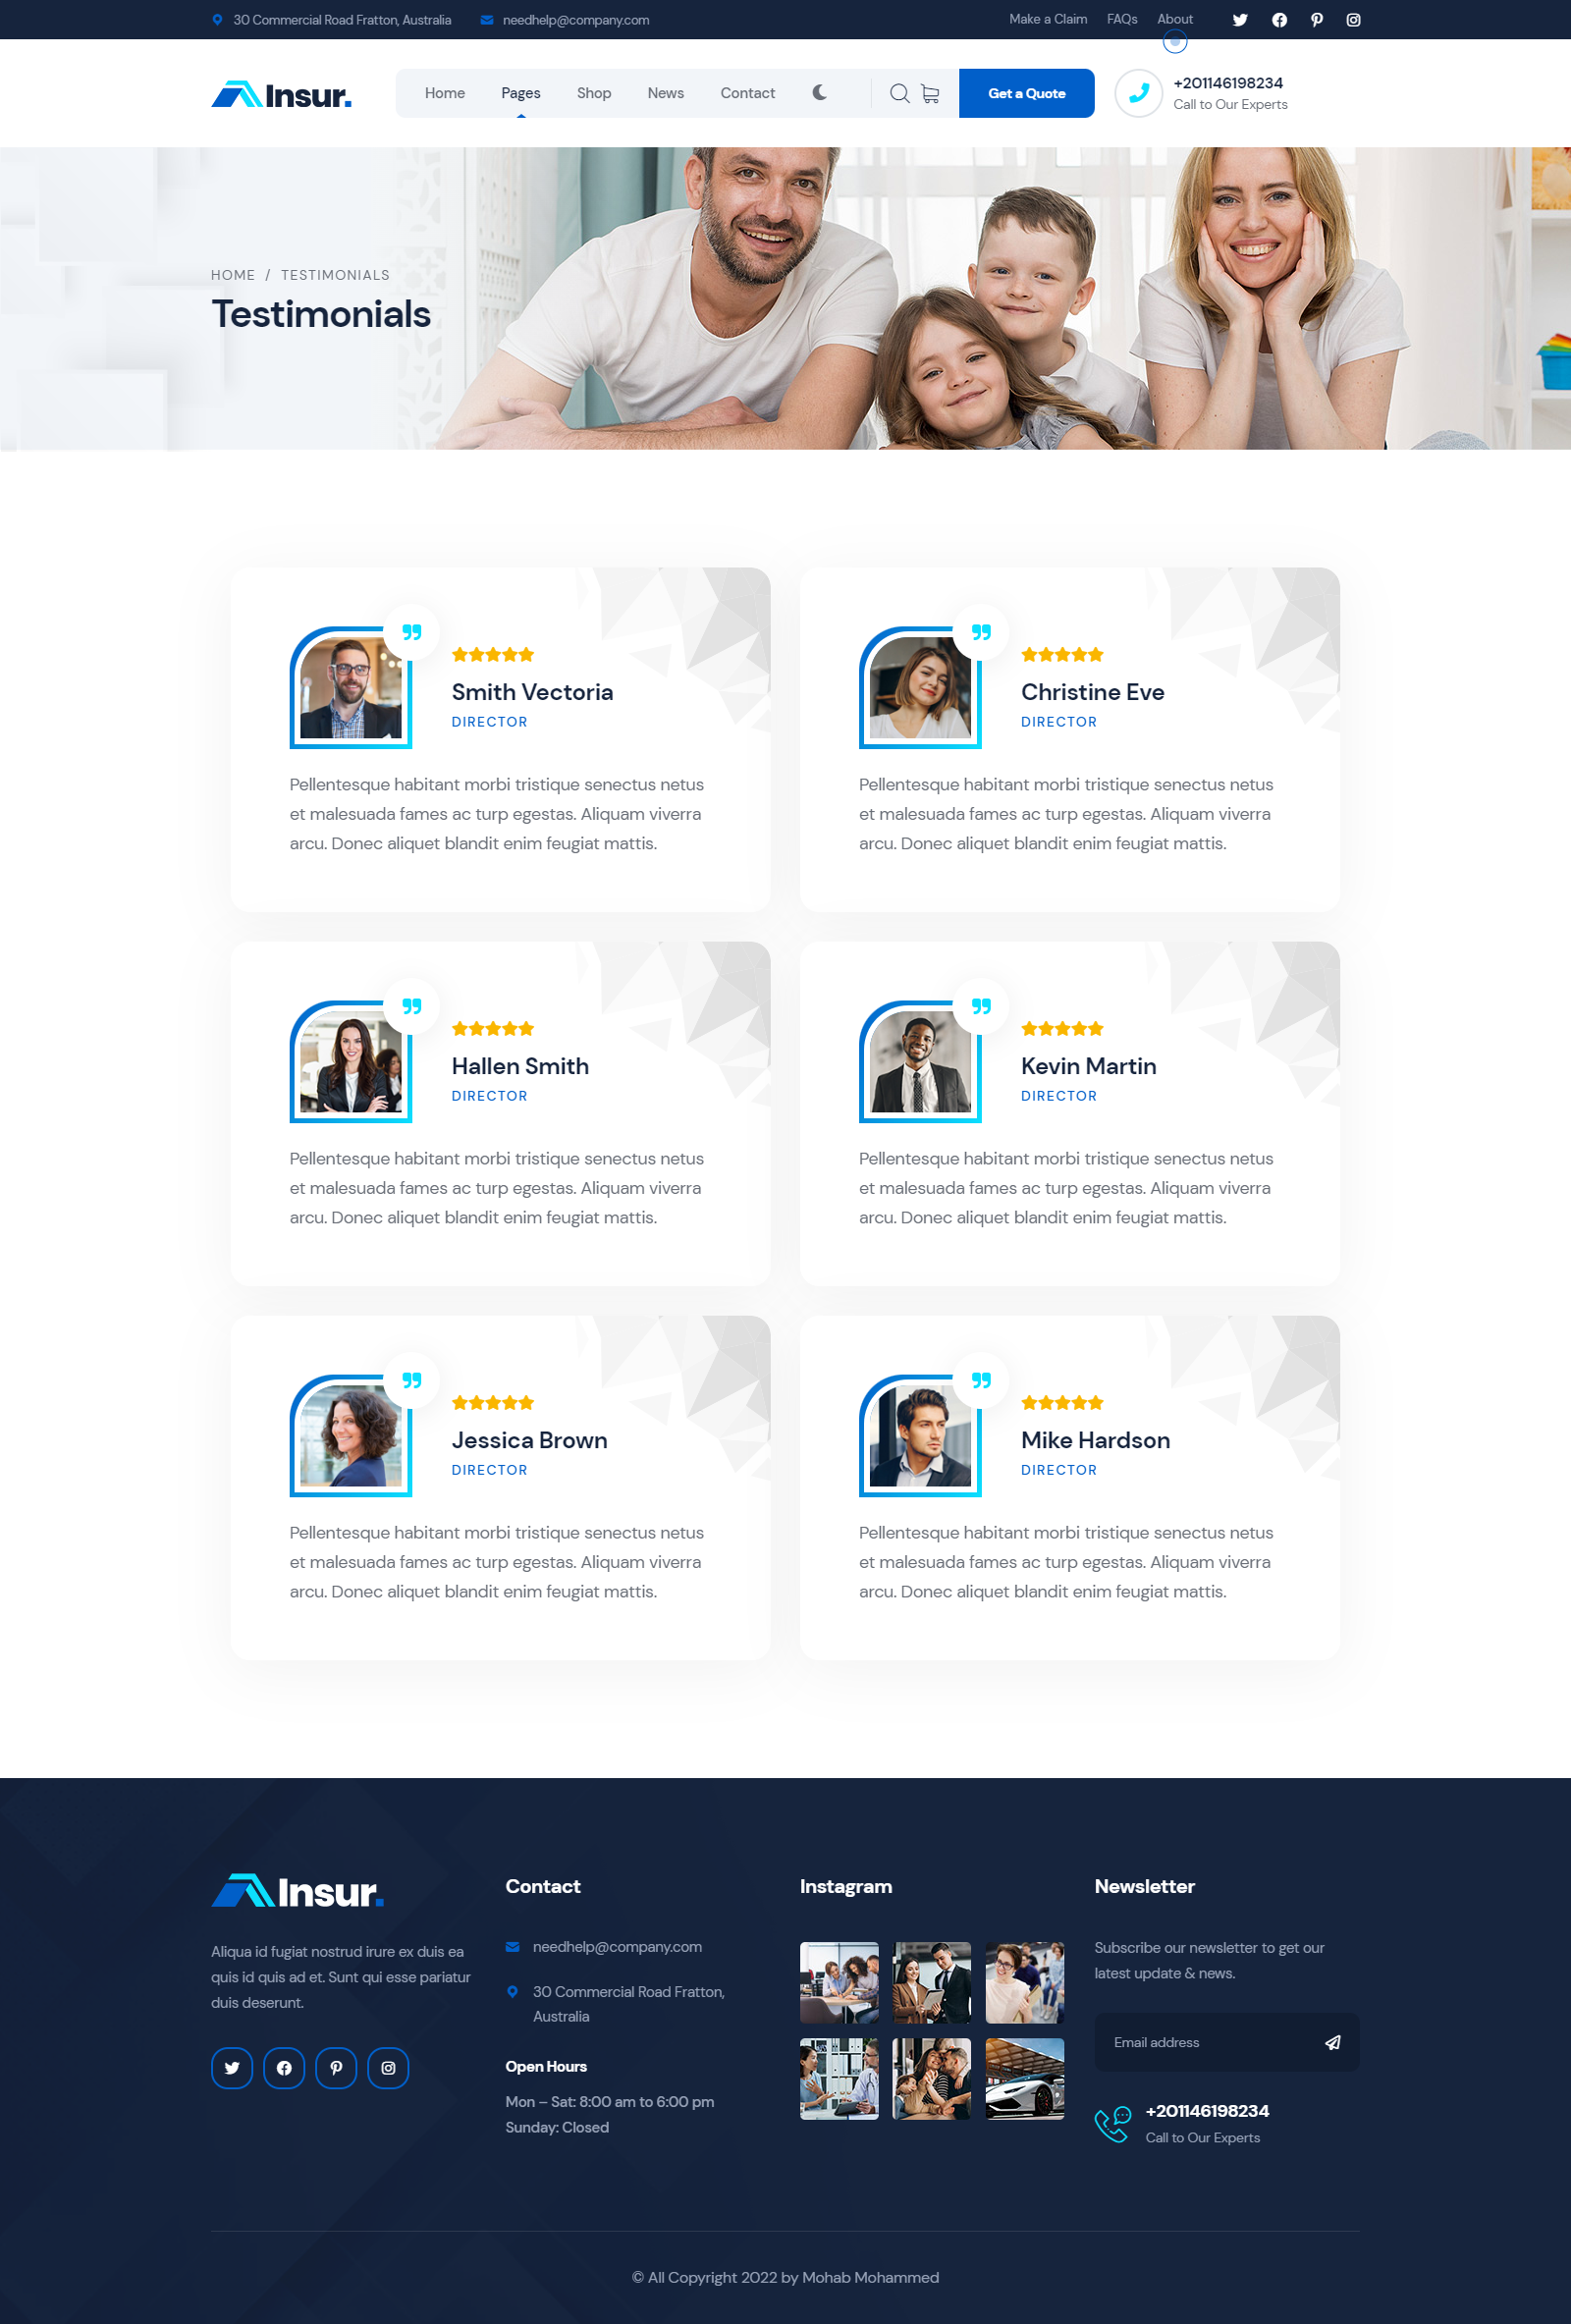 30 Commercial Road Fratton, Australia
needhelp@company.com
Make a Claim
FAQs
About
Insur.
Home
Pages
Shop
News
Contact
Get a Quote
+201146198234
Call to Our Experts
HOME / TESTIMONIALS
Testimonials
Smith Vectoria
DIRECTOR
Pellentesque habitant morbi tristique senectus netus
et malesuada fames ac turp egestas. Aliquam viverra
arcu. Donec aliquet blandit enim feugiat mattis.
Christine Eve
DIRECTOR
Pellentesque habitant morbi tristique senectus netus
et malesuada fames ac turp egestas. Aliquam viverra
arcu. Donec aliquet blandit enim feugiat mattis.
Hallen Smith
DIRECTOR
Pellentesque habitant morbi tristique senectus netus
et malesuada fames ac turp egestas. Aliquam viverra
arcu. Donec aliquet blandit enim feugiat mattis.
Kevin Martin
DIRECTOR
Pellentesque habitant morbi tristique senectus netus
et malesuada fames ac turp egestas. Aliquam viverra
arcu. Donec aliquet blandit enim feugiat mattis.
Jessica Brown
DIRECTOR
Pellentesque habitant morbi tristique senectus netus
et malesuada fames ac turp egestas. Aliquam viverra
arcu. Donec aliquet blandit enim feugiat mattis.
Mike Hardson
DIRECTOR
Pellentesque habitant morbi tristique senectus netus
et malesuada fames ac turp egestas. Aliquam viverra
arcu. Donec aliquet blandit enim feugiat mattis.
Insur.
Aliqua id fugiat nostrud irure ex duis ea
quis id quis ad et. Sunt qui esse pariatur
duis deserunt.
Contact
needhelp@company.com
30 Commercial Road Fratton,
Australia
Open Hours
Mon – Sat: 8:00 am to 6:00 pm
Sunday: Closed
Instagram
Newsletter
Subscribe our newsletter to get our
latest update & news.
Email address
+201146198234
Call to Our Experts
© All Copyright 2022 by Mohab Mohammed